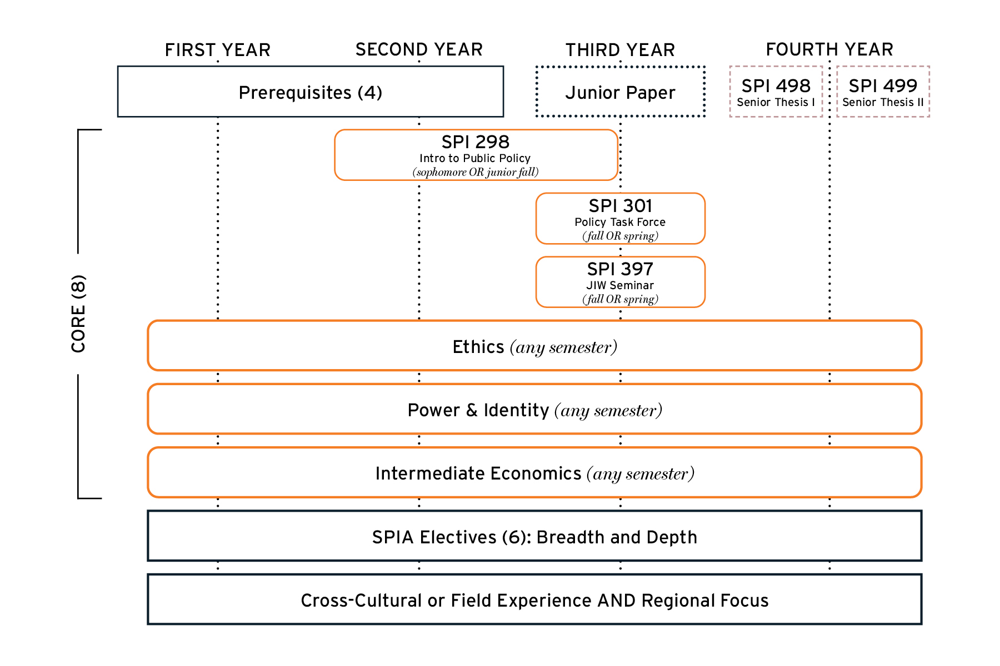 FIRST YEAR
SECOND YEAR
THIRD YEAR
FOURTH YEAR
Prerequisites (4)
Junior Paper
SPI 498
Senior Thesis I
SPI 499
Senior Thesis II
CORE (8)
SPI 298
Intro to Public Policy
(sophomore OR junior fall)
SPI 301
Policy Task Force
(fall OR spring)
SPI 397
JIW Seminar
(fall OR spring)
Ethics (any semester)
Power & Identity (any semester)
Intermediate Economics (any semester)
SPIA Electives (6): Breadth and Depth
Cross-Cultural or Field Experience AND Regional Focus